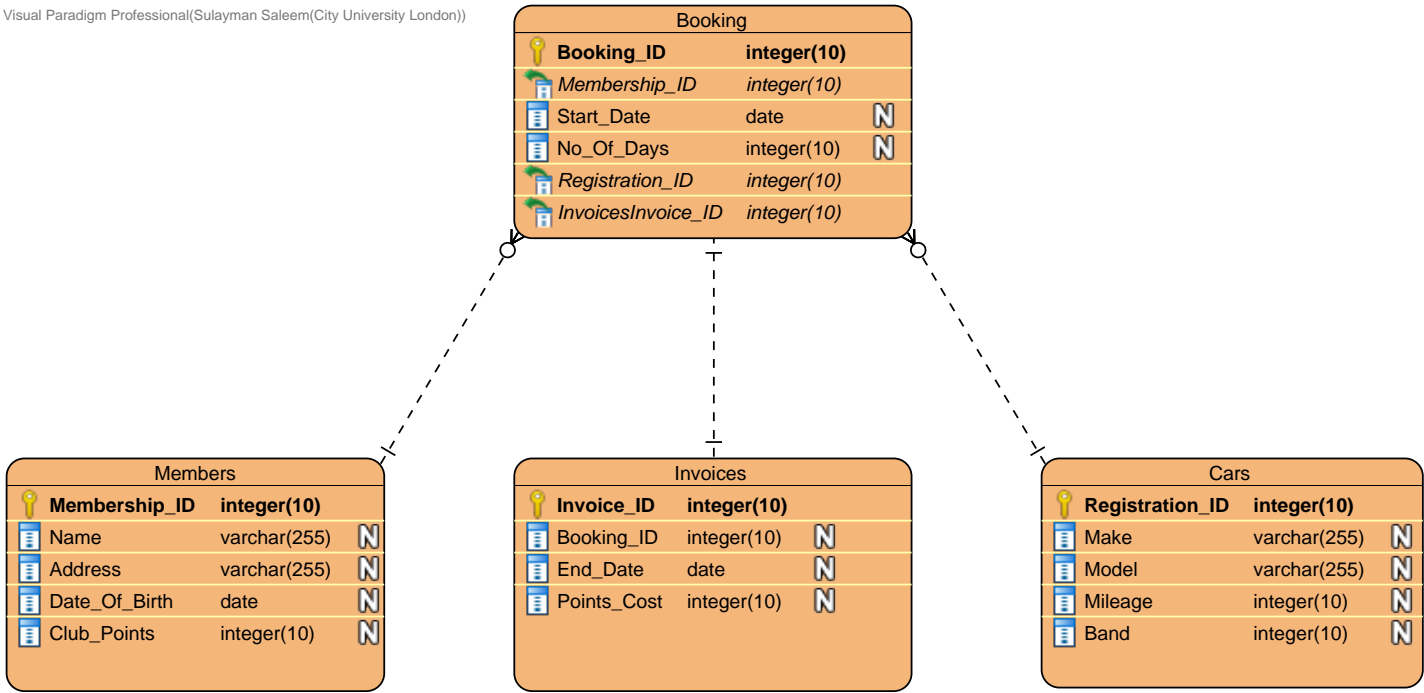 Visual Paradigm Professional(Sulayman Saleem(City University London))
Booking
Booking_ID integer(10)
Membership_ID integer(10)
Start_Date date N
No_Of_Days integer(10) N
Registration_ID integer(10)
InvoicesInvoice_ID integer(10)
Members
Membership_ID integer(10)
Name varchar(255) N
Address varchar(255) N
Date_Of_Birth date N
Club_Points integer(10) N
Invoices
Invoice_ID integer(10)
Booking_ID integer(10) N
End_Date date N
Points_Cost integer(10) N
Cars
Registration_ID integer(10)
Make varchar(255) N
Model varchar(255) N
Mileage integer(10) N
Band integer(10) N